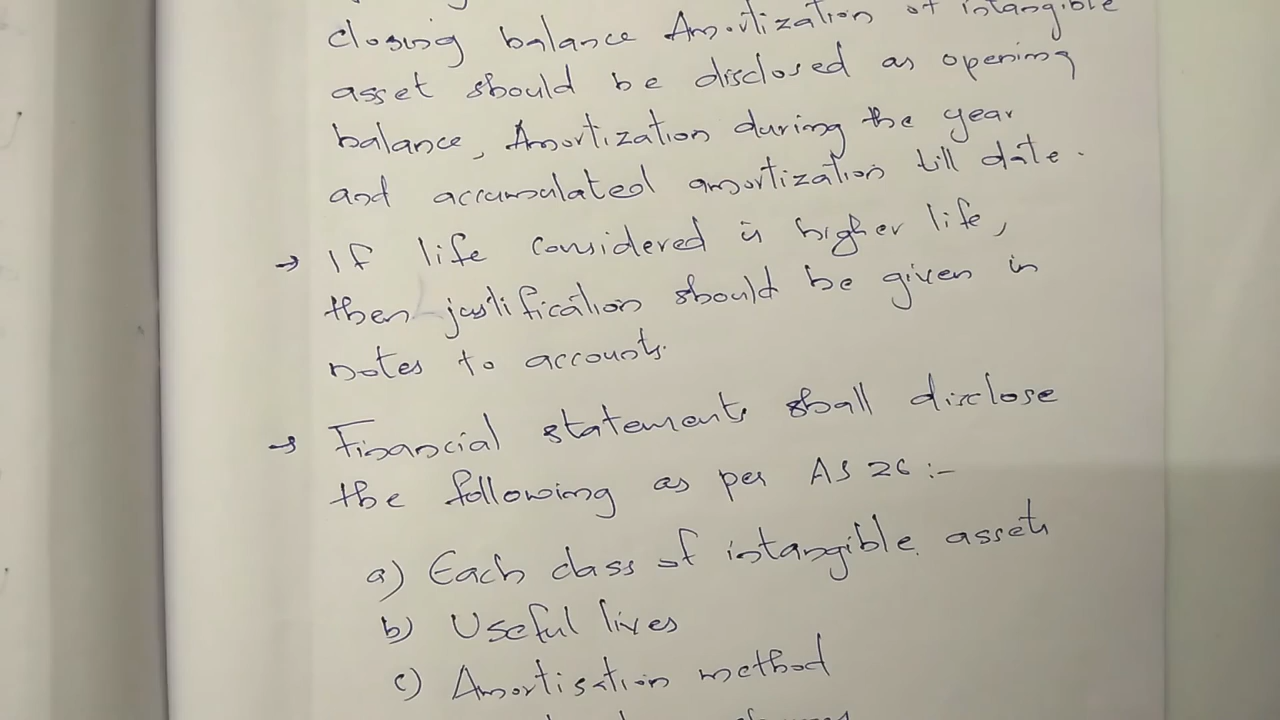 closing balance Amortization of intangible
asset should be disclosed as opening
balance, Amortization during the year
and accumulated amortization till date.
→ If life considered is higher life,
then justification should be given in
notes to accounts.
→ Financial statements shall disclose
the following as per AS 26 :-
a) Each class of intangible assets
b) Useful lives
c) Amortisation method